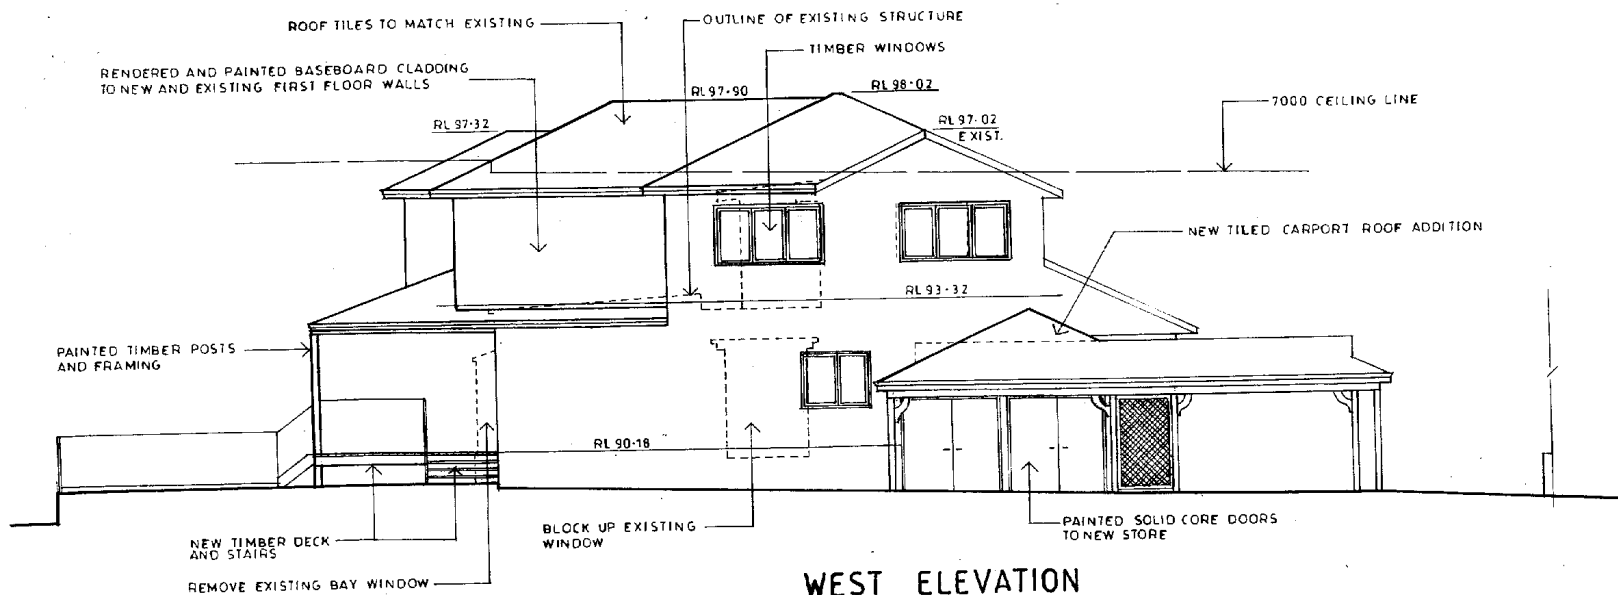 ROOF TILES TO MATCH EXISTING
OUTLINE OF EXISTING STRUCTURE
TIMBER WINDOWS
RENDERED AND PAINTED BASEBOARD CLADDING
TO NEW AND EXISTING FIRST FLOOR WALLS
RL 97·90
RL 98·02
7000 CEILING LINE
RL 97·32
RL 97·02
EXIST.
NEW TILED CARPORT ROOF ADDITION
RL 93·32
PAINTED TIMBER POSTS
AND FRAMING
RL 90·18
NEW TIMBER DECK
AND STAIRS
BLOCK UP EXISTING
WINDOW
PAINTED SOLID CORE DOORS
TO NEW STORE
REMOVE EXISTING BAY WINDOW
WEST ELEVATION